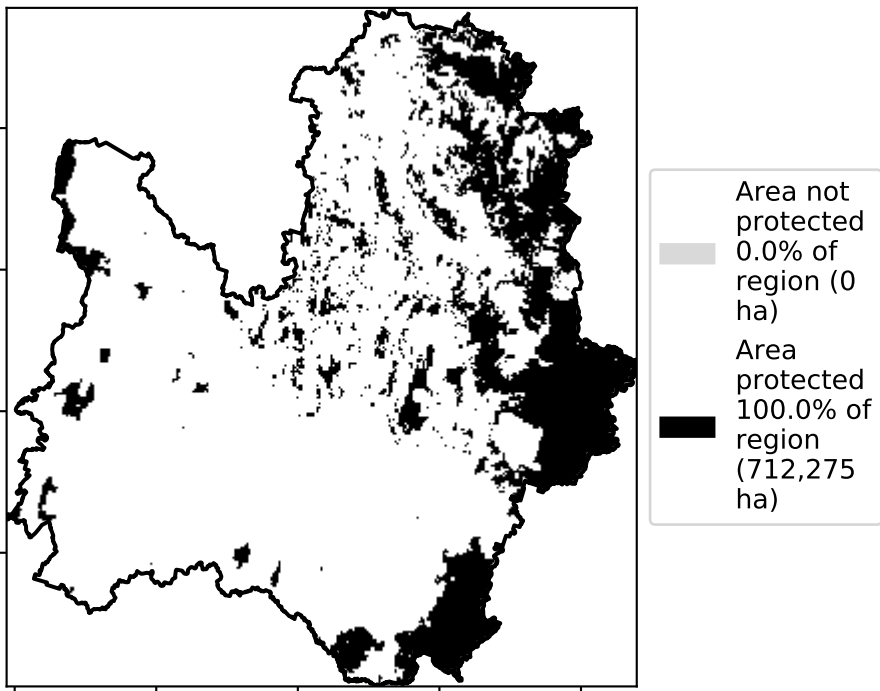 Area not
protected
0.0% of
region (0
ha)
Area
protected
100.0% of
region
(712,275
ha)